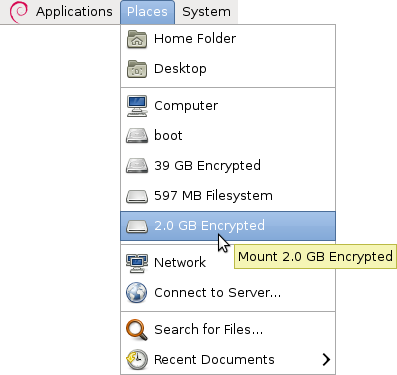 Applications Places System
Home Folder
Desktop
Computer
boot
39 GB Encrypted
597 MB Filesystem
2.0 GB Encrypted
Mount 2.0 GB Encrypted
Network
Connect to Server...
Search for Files...
Recent Documents